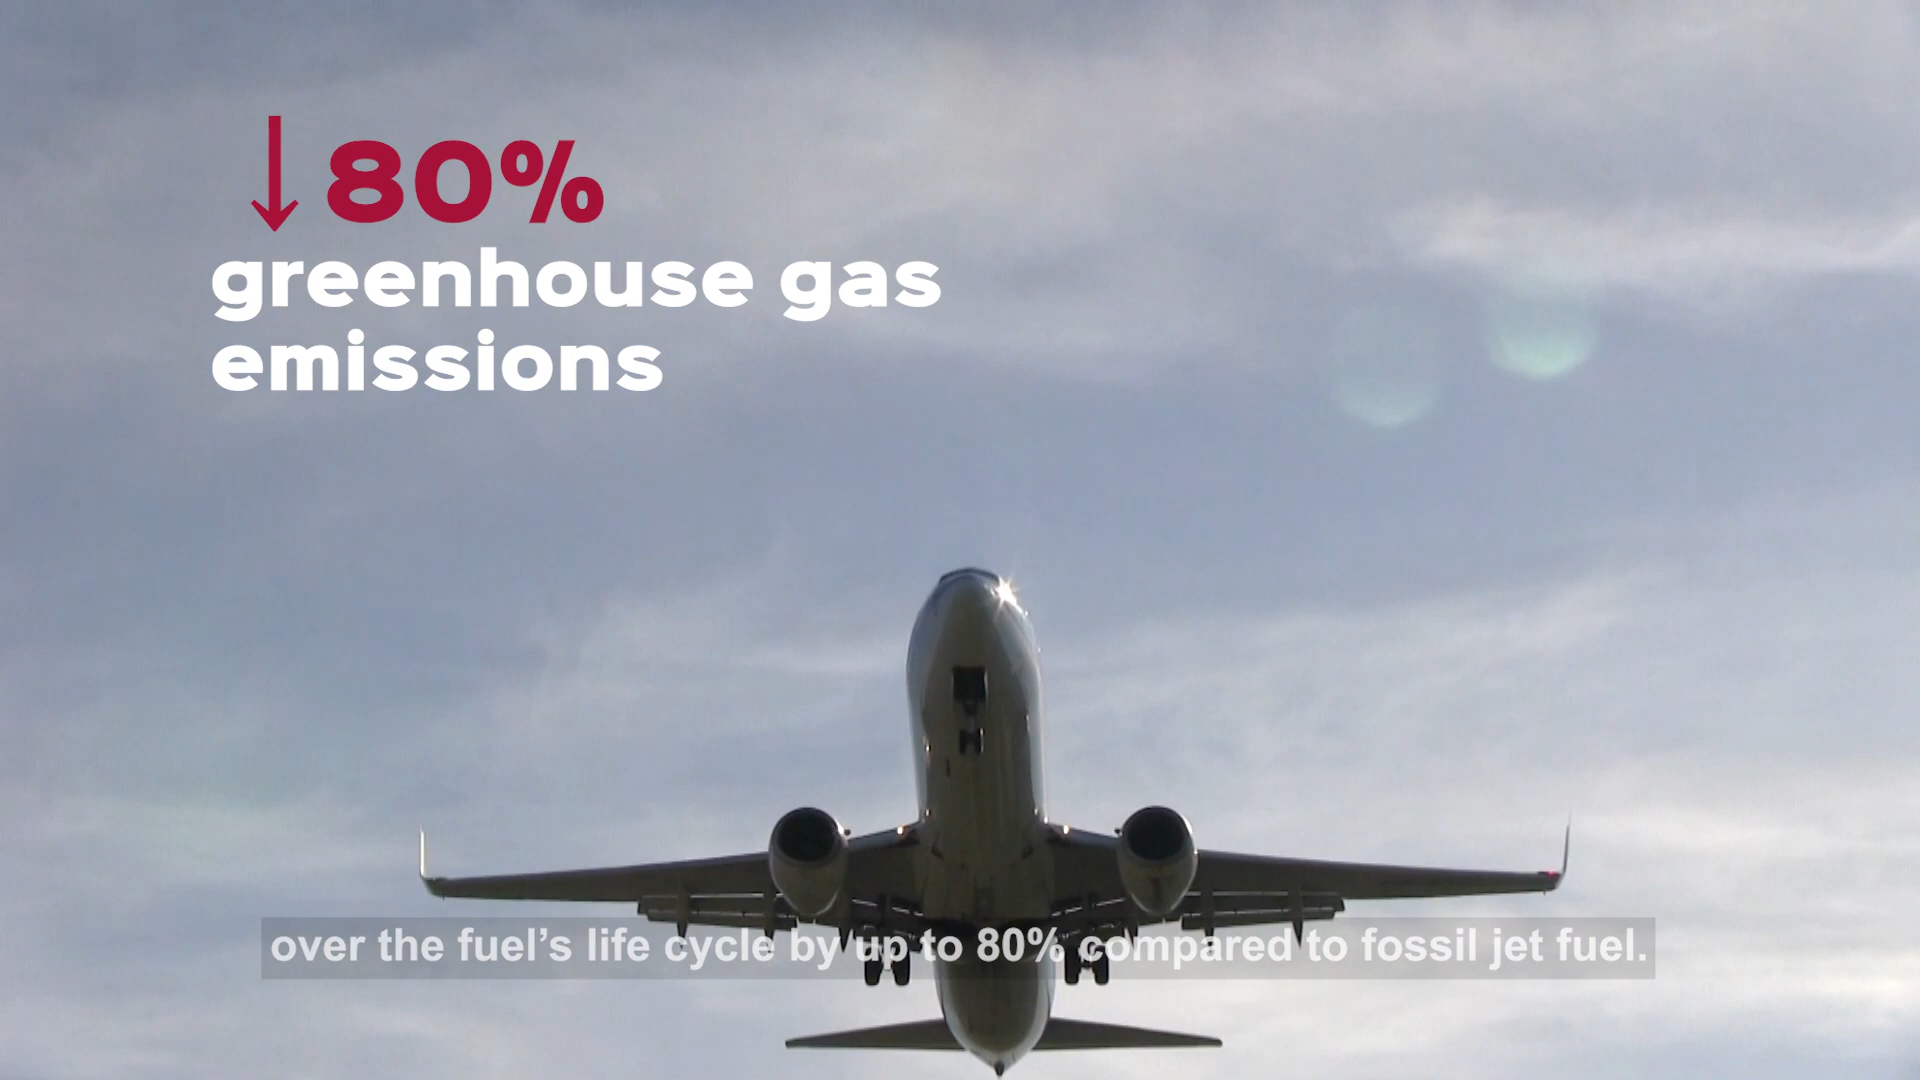 ↓80%
greenhouse gas
emissions
over the fuel’s life cycle by up to 80% compared to fossil jet fuel.